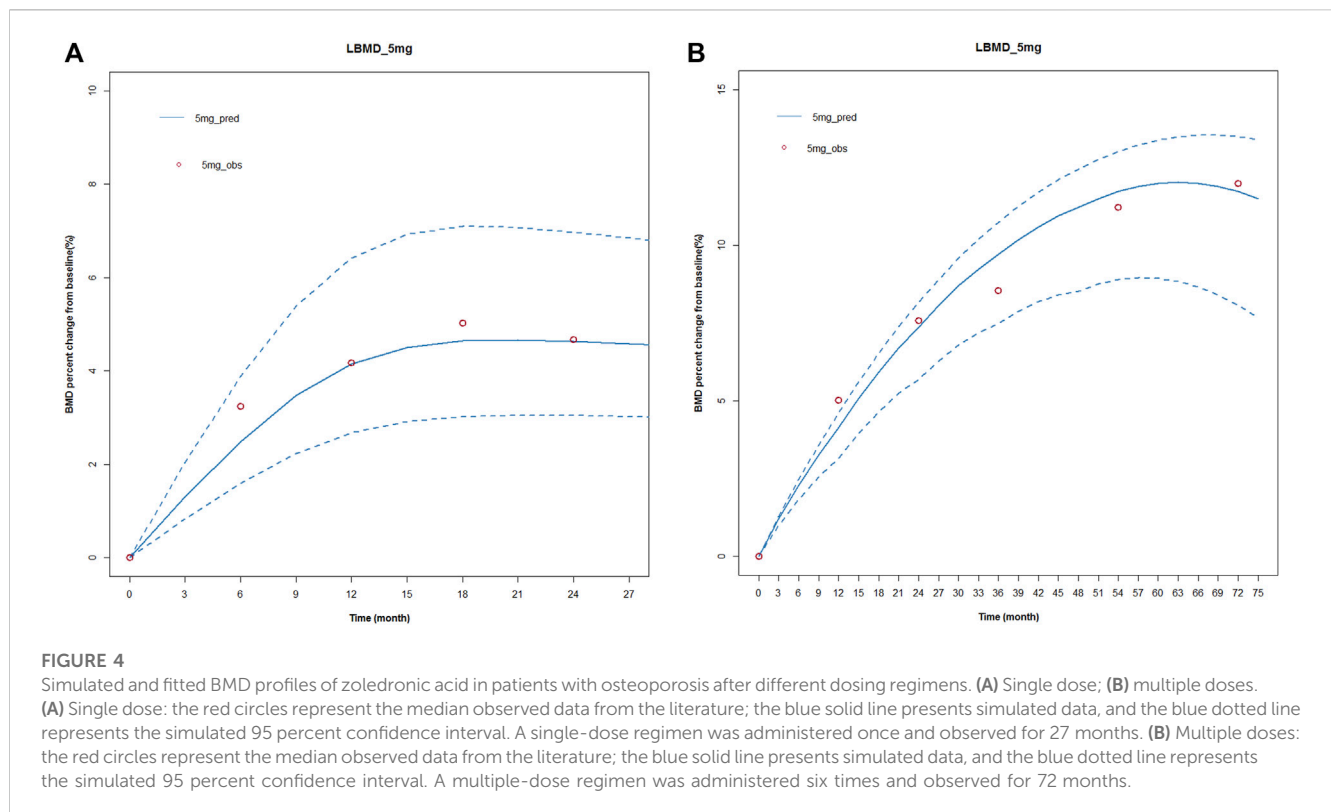 A
LBMD_5mg
10
8
6
4
2
0
BMD percent change from baseline(%)
5mg_pred
5mg_obs
0 3 6 9 12 15 18 21 24 27
Time (month)
B
LBMD_5mg
15
10
5
0
BMD percent change from baseline(%)
5mg_pred
5mg_obs
0 3 6 9 12 15 18 21 24 27 30 33 36 39 42 45 48 51 54 57 60 63 66 69 72 75
Time (month)
FIGURE 4
Simulated and fitted BMD profiles of zoledronic acid in patients with osteoporosis after different dosing regimens. (A) Single dose; (B) multiple doses.
(A) Single dose: the red circles represent the median observed data from the literature; the blue solid line presents simulated data, and the blue dotted line
represents the simulated 95 percent confidence interval. A single-dose regimen was administered once and observed for 27 months. (B) Multiple doses:
the red circles represent the median observed data from the literature; the blue solid line presents simulated data, and the blue dotted line represents
the simulated 95 percent confidence interval. A multiple-dose regimen was administered six times and observed for 72 months.